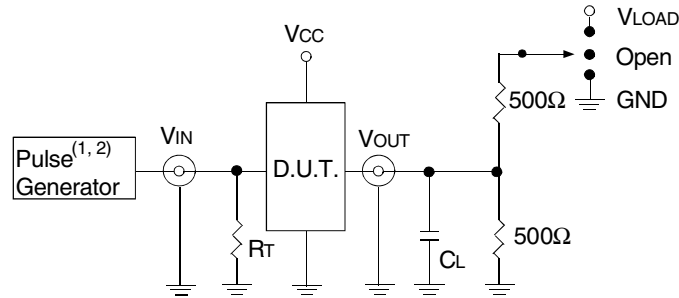 VLOAD
VCC
Open
500Ω
GND
VIN
VOUT
Pulse(1, 2)
Generator
D.U.T.
500Ω
RT
CL